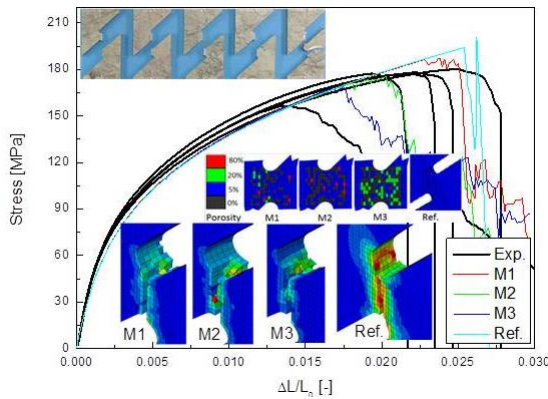 210
180
150
120
90
60
30
0
Stress [MPa]
80%
20%
5%
0%
Porosity M1 M2 M3 Ref.
M1 M2 M3 Ref.
Exp.
M1
M2
M3
Ref.
0.000 0.005 0.010 0.015 0.020 0.025 0.030
ΔL/L0 [-]